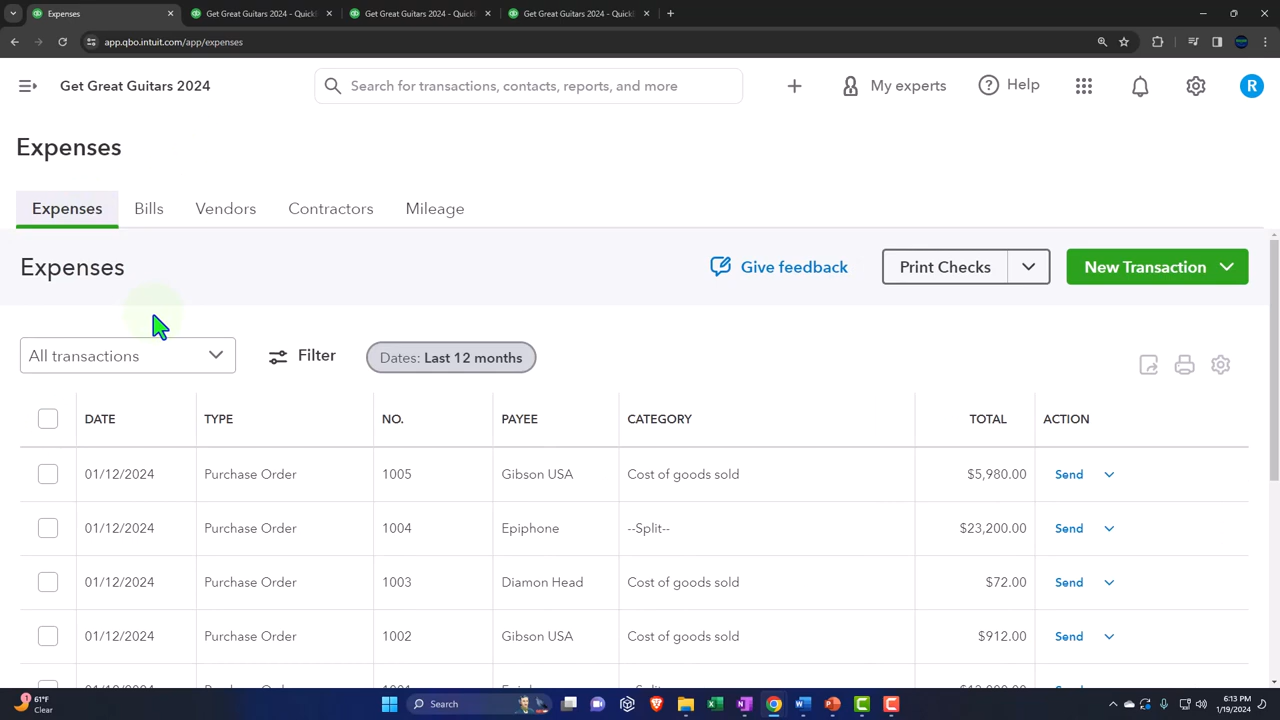 Expenses
Get Great Guitars 2024 - QuickB
Get Great Guitars 2024 - QuickB
Get Great Guitars 2024 - QuickB
app.qbo.intuit.com/app/expenses
Get Great Guitars 2024
Search for transactions, contacts, reports, and more
My experts
Help
R
Expenses
Expenses Bills Vendors Contractors Mileage
Expenses
Give feedback
Print Checks
New Transaction
All transactions
Filter
Dates: Last 12 months
DATE TYPE NO. PAYEE CATEGORY TOTAL ACTION
01/12/2024 Purchase Order 1005 Gibson USA Cost of goods sold $5,980.00 Send
01/12/2024 Purchase Order 1004 Epiphone --Split-- $23,200.00 Send
01/12/2024 Purchase Order 1003 Diamon Head Cost of goods sold $72.00 Send
01/12/2024 Purchase Order 1002 Gibson USA Cost of goods sold $912.00 Send
1
61°F
Clear
Search
6:13 PM
1/19/2024